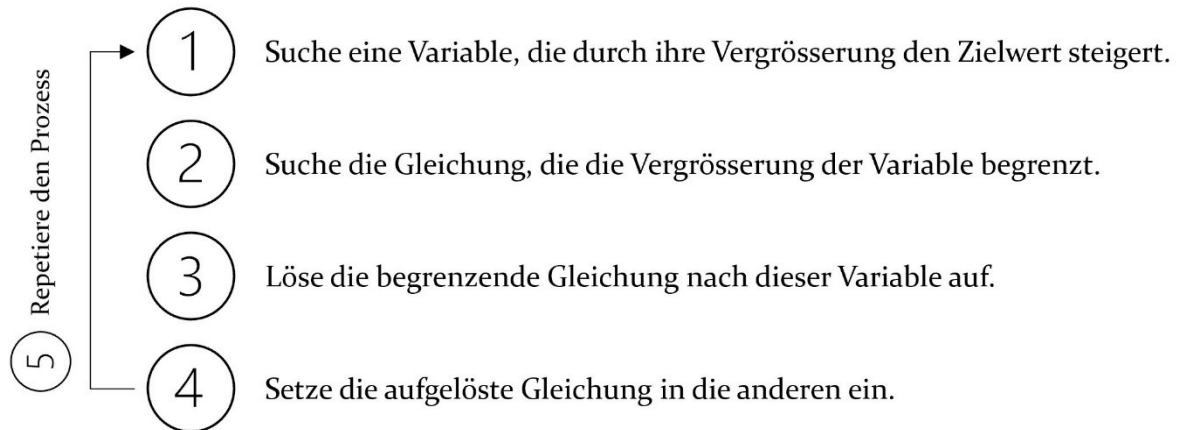 1 Suche eine Variable, die durch ihre Vergrösserung den Zielwert steigert.
2 Suche die Gleichung, die die Vergrösserung der Variable begrenzt.
3 Löse die begrenzende Gleichung nach dieser Variable auf.
4 Setze die aufgelöste Gleichung in die anderen ein.
5 Repetiere den Prozess